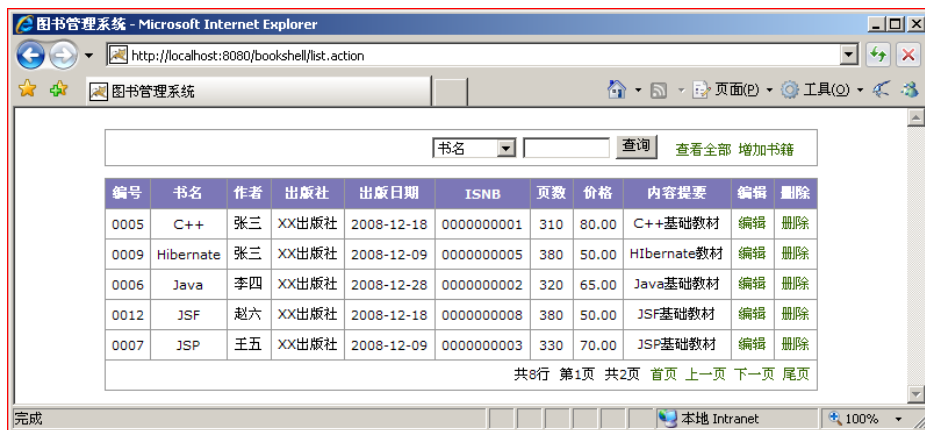 图书管理系统 - Microsoft Internet Explorer
http://localhost:8080/bookshell/list.action
图书管理系统 页面(P) 工具(O)
书名 查询 查看全部 增加书籍
编号 书名 作者 出版社 出版日期 ISNB 页数 价格 内容提要 编辑 删除
0005 C++ 张三 XX出版社 2008-12-18 0000000001 310 80.00 C++基础教材 编辑 删除
0009 Hibernate 张三 XX出版社 2008-12-09 0000000005 380 50.00 HIbernate教材 编辑 删除
0006 Java 李四 XX出版社 2008-12-28 0000000002 320 65.00 Java基础教材 编辑 删除
0012 JSF 赵六 XX出版社 2008-12-18 0000000008 380 50.00 JSF基础教材 编辑 删除
0007 JSP 王五 XX出版社 2008-12-09 0000000003 330 70.00 JSP基础教材 编辑 删除
共8行 第1页 共2页 首页 上一页 下一页 尾页
完成 本地 Intranet 100%